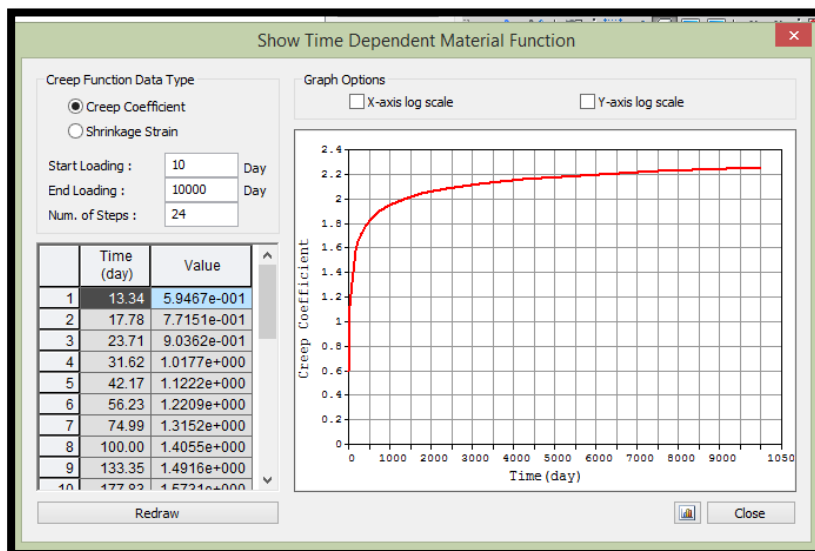 Show Time Dependent Material Function
Creep Function Data Type
Creep Coefficient
Shrinkage Strain
Start Loading : 10 Day
End Loading : 10000 Day
Num. of Steps : 24
Time (day) Value
1 13.34 5.9467e-001
2 17.78 7.7151e-001
3 23.71 9.0362e-001
4 31.62 1.0177e+000
5 42.17 1.1222e+000
6 56.23 1.2209e+000
7 74.99 1.3152e+000
8 100.00 1.4055e+000
9 133.35 1.4916e+000
10 177.83 1.5731e+000
Redraw
Graph Options
X-axis log scale
Y-axis log scale
2.4
2.2
2
1.8
1.6
1.4
1.2
1
0.8
0.6
0.4
0.2
0
Creep Coefficient
0 1000 2000 3000 4000 5000 6000 7000 8000 9000 1050
Time(day)
Close